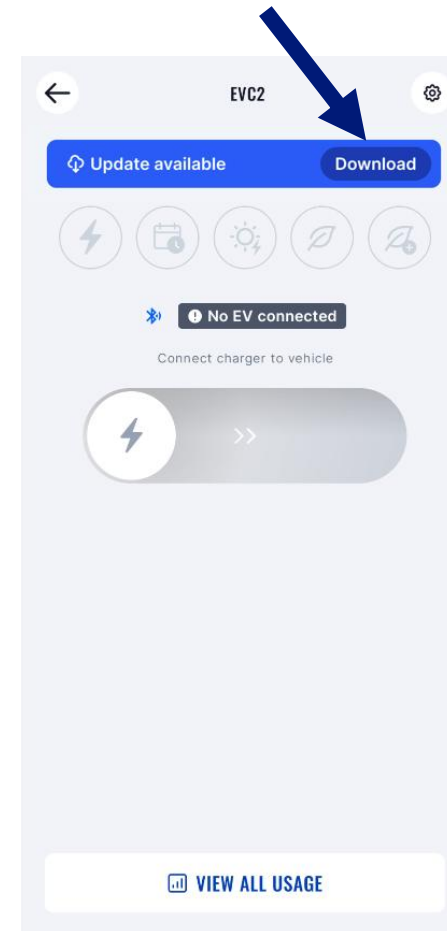 EVC2
Update available Download
No EV connected
Connect charger to vehicle
VIEW ALL USAGE